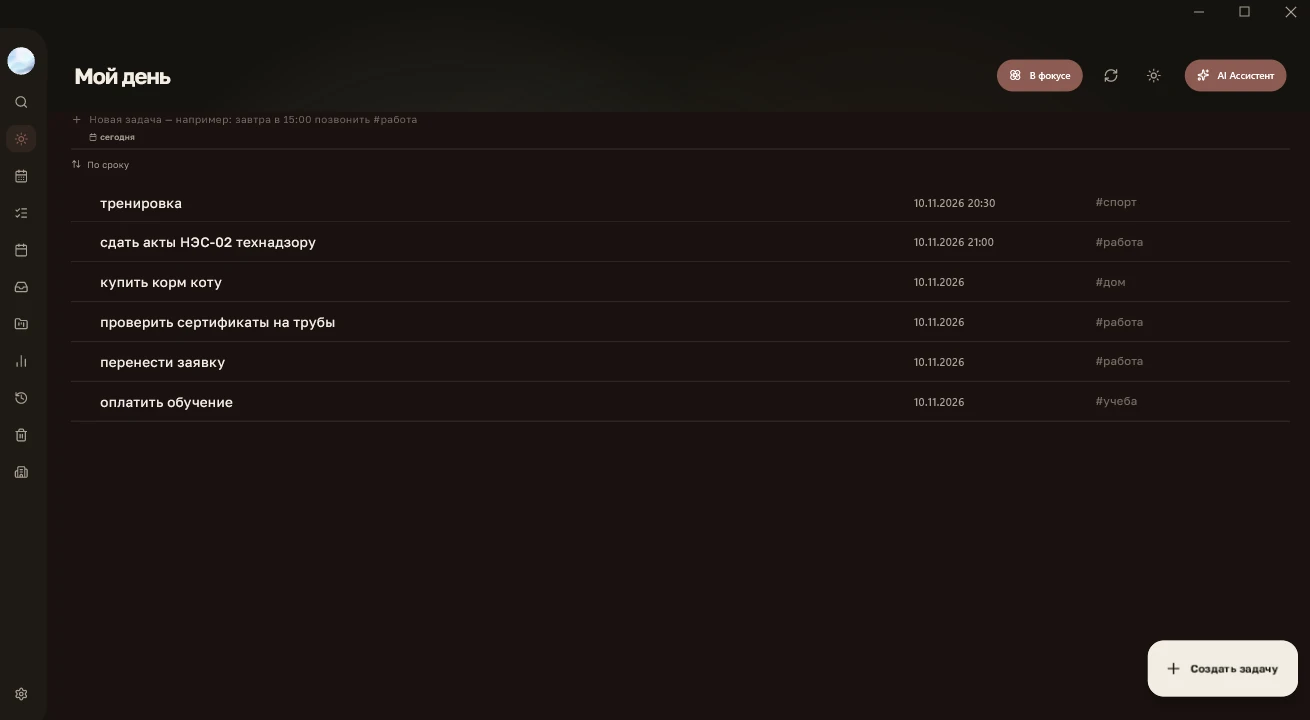 Мой день
В фокусе
AI Ассистент
Новая задача — например: завтра в 15:00 позвонить #работа
сегодня
По сроку
тренировка 10.11.2026 20:30 #спорт
сдать акты НЭС-02 технадзору 10.11.2026 21:00 #работа
купить корм коту 10.11.2026 #дом
проверить сертификаты на трубы 10.11.2026 #работа
перенести заявку 10.11.2026 #работа
оплатить обучение 10.11.2026 #учеба
Создать задачу